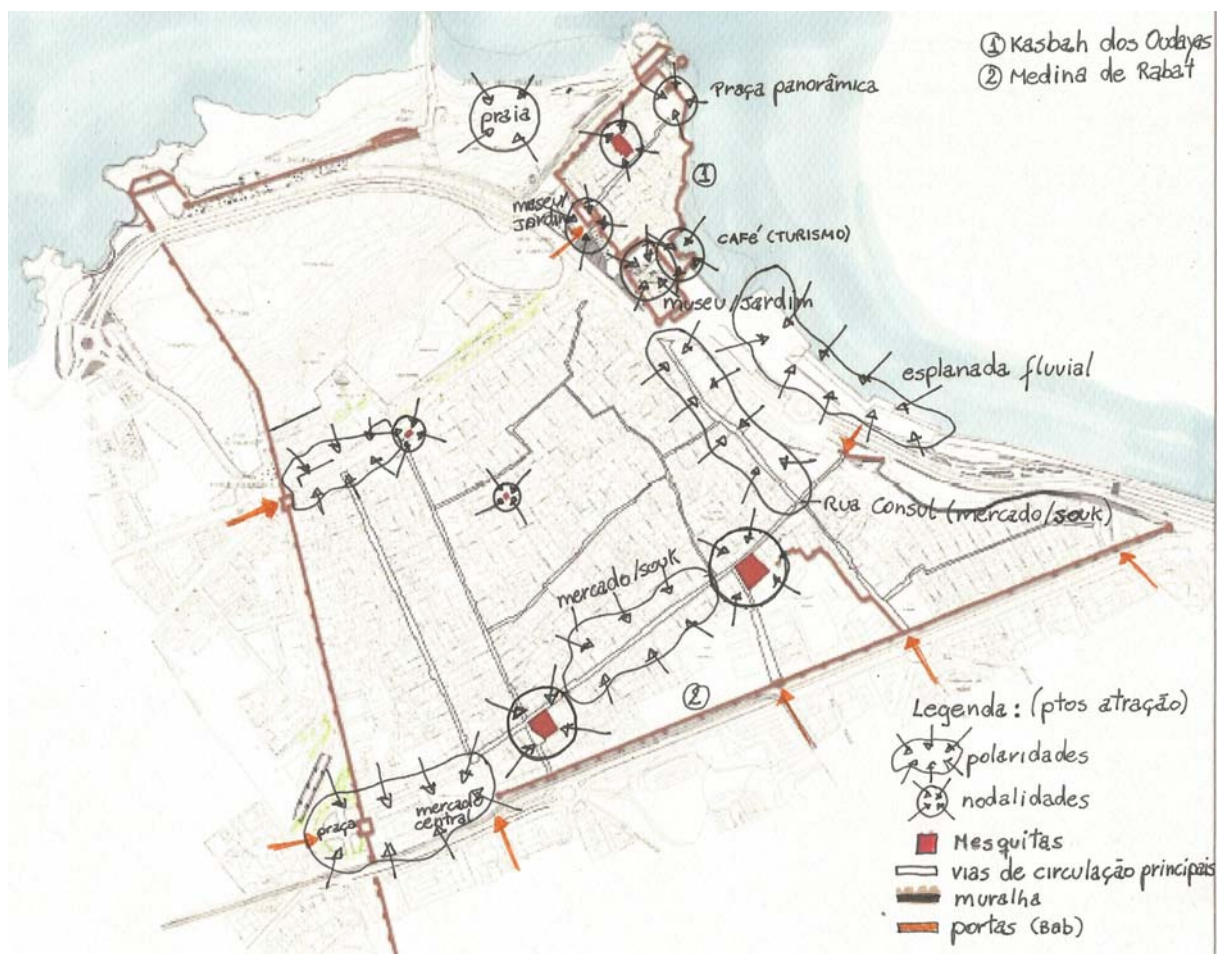 ① Kasbah dos Oudayas
② Medina de Rabat
Praça panorâmica
praia
①
museu/
JARDIM
CAFÉ (TURISMO)
museu/Jardim
esplanada fluvial
Rua Consul (mercado/souk)
mercado/souk
②
Legenda: (ptos atração)
polaridades
nodalidades
Mesquitas
vias de circulação principais
muralha
portas (Bab)
praça
mercado
central